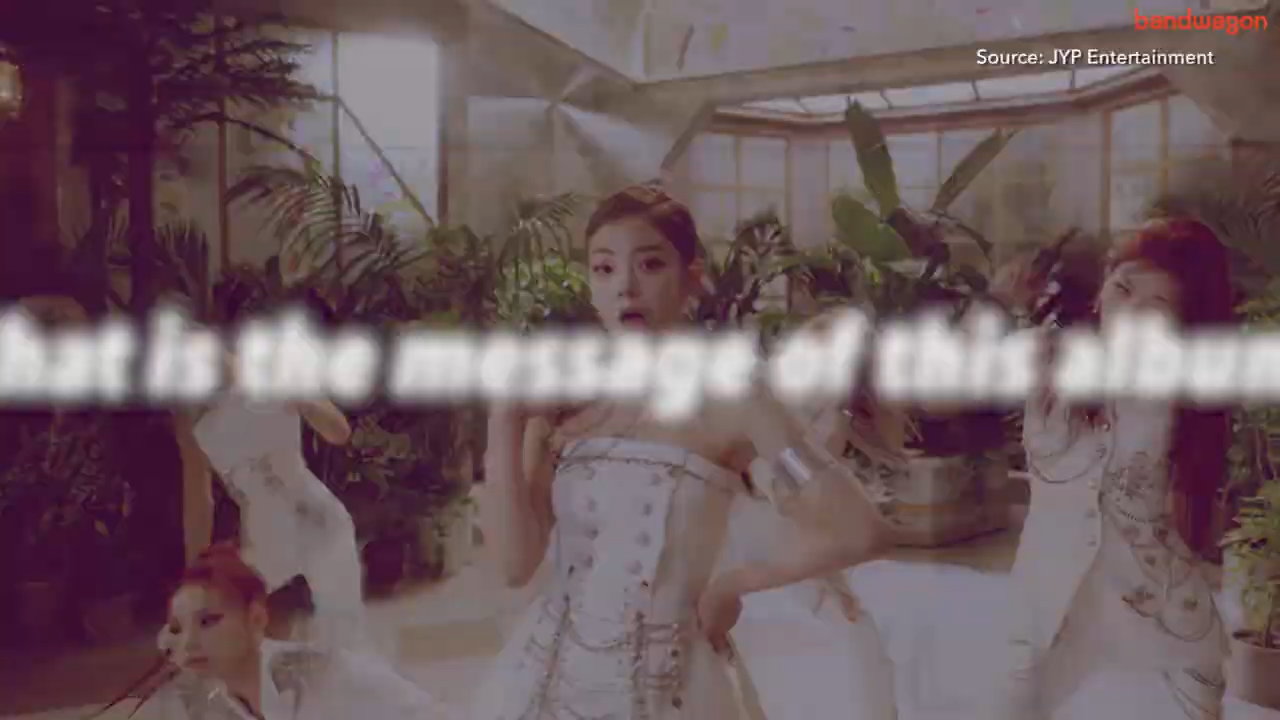 bandwagon
Source: JYP Entertainment
hat is the message of this album